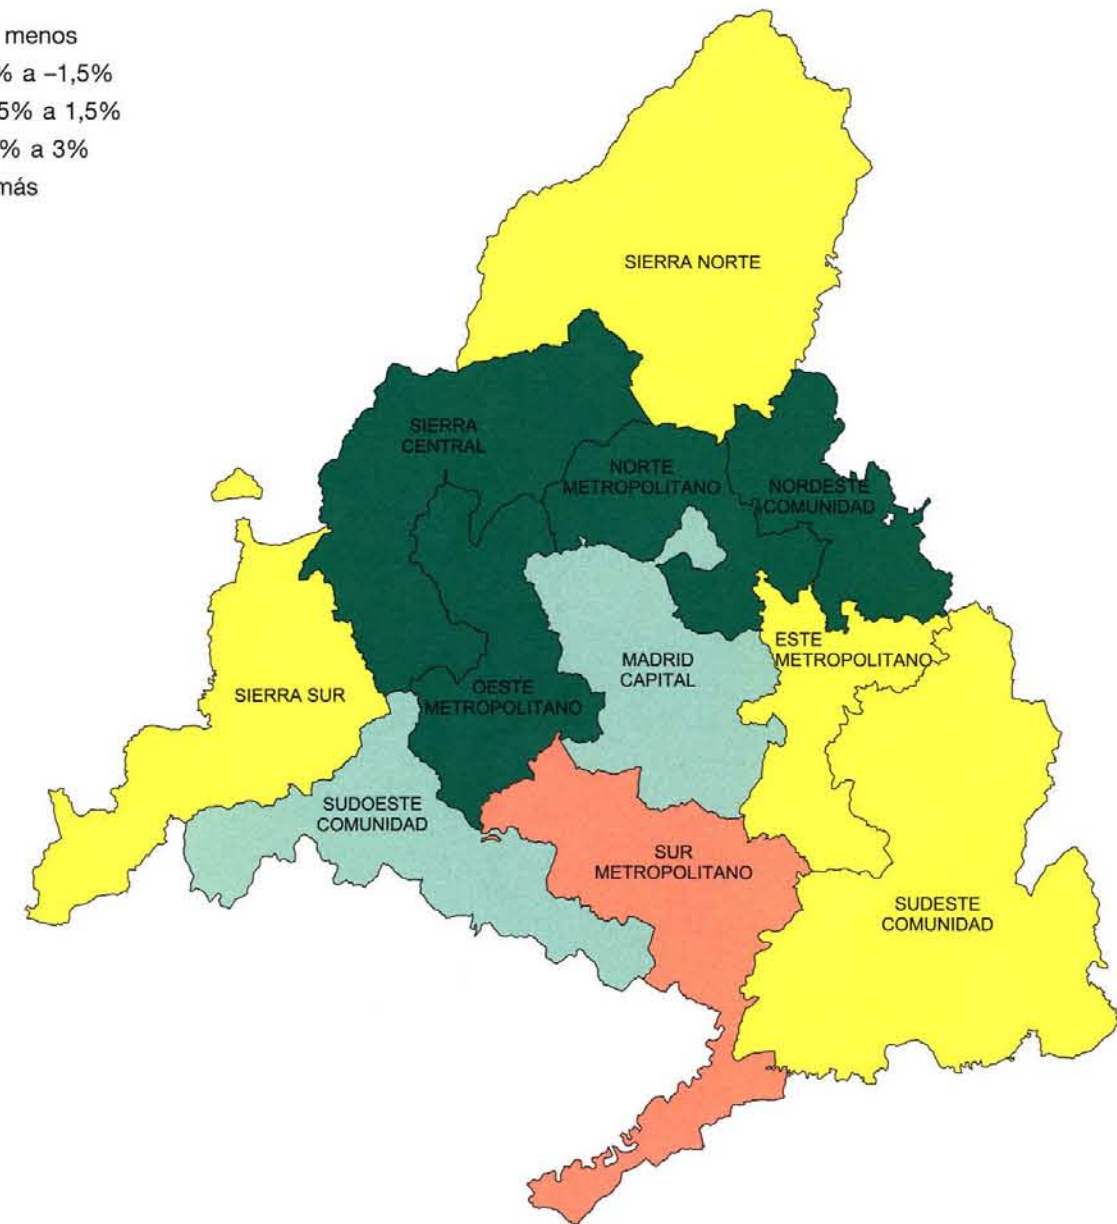 menos
% a –1,5%
5% a 1,5%
% a 3%
más
SIERRA NORTE
SIERRA
CENTRAL
NORTE
METROPOLITANO
NORDESTE
COMUNIDAD
ESTE
METROPOLITANO
MADRID
CAPITAL
OESTE
METROPOLITANO
SIERRA SUR
SUDOESTE
COMUNIDAD
SUR
METROPOLITANO
SUDESTE
COMUNIDAD